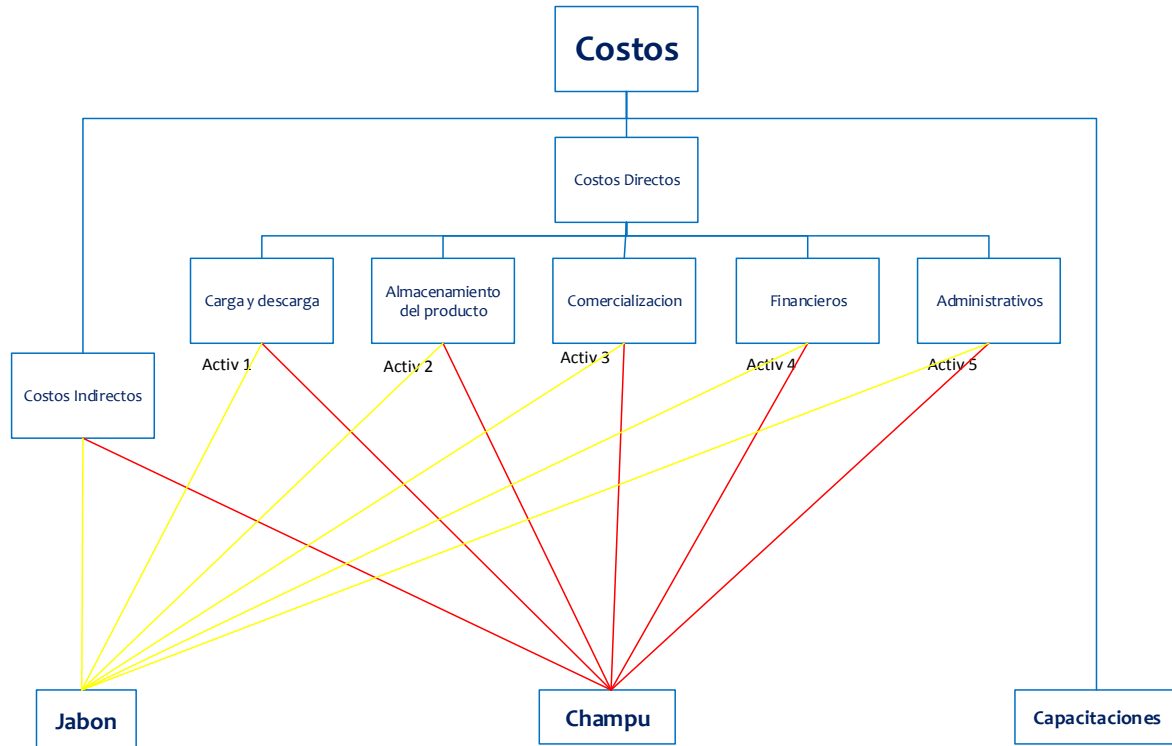 Costos
Costos Directos
Carga y descarga
Almacenamiento
del producto
Comercializacion
Financieros
Administrativos
Activ 1
Activ 2
Activ 3
Activ 4
Activ 5
Costos Indirectos
Jabon
Champu
Capacitaciones